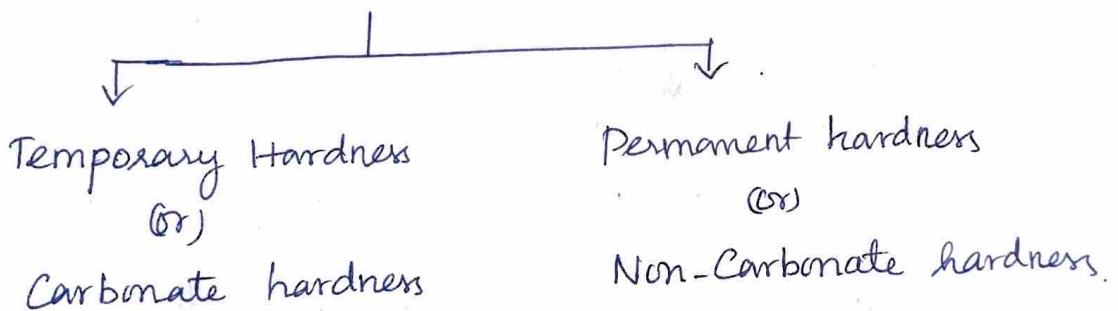 Temporary Hardness
(or)
Carbonate hardness
Permanent hardness
(or)
Non-Carbonate hardness.